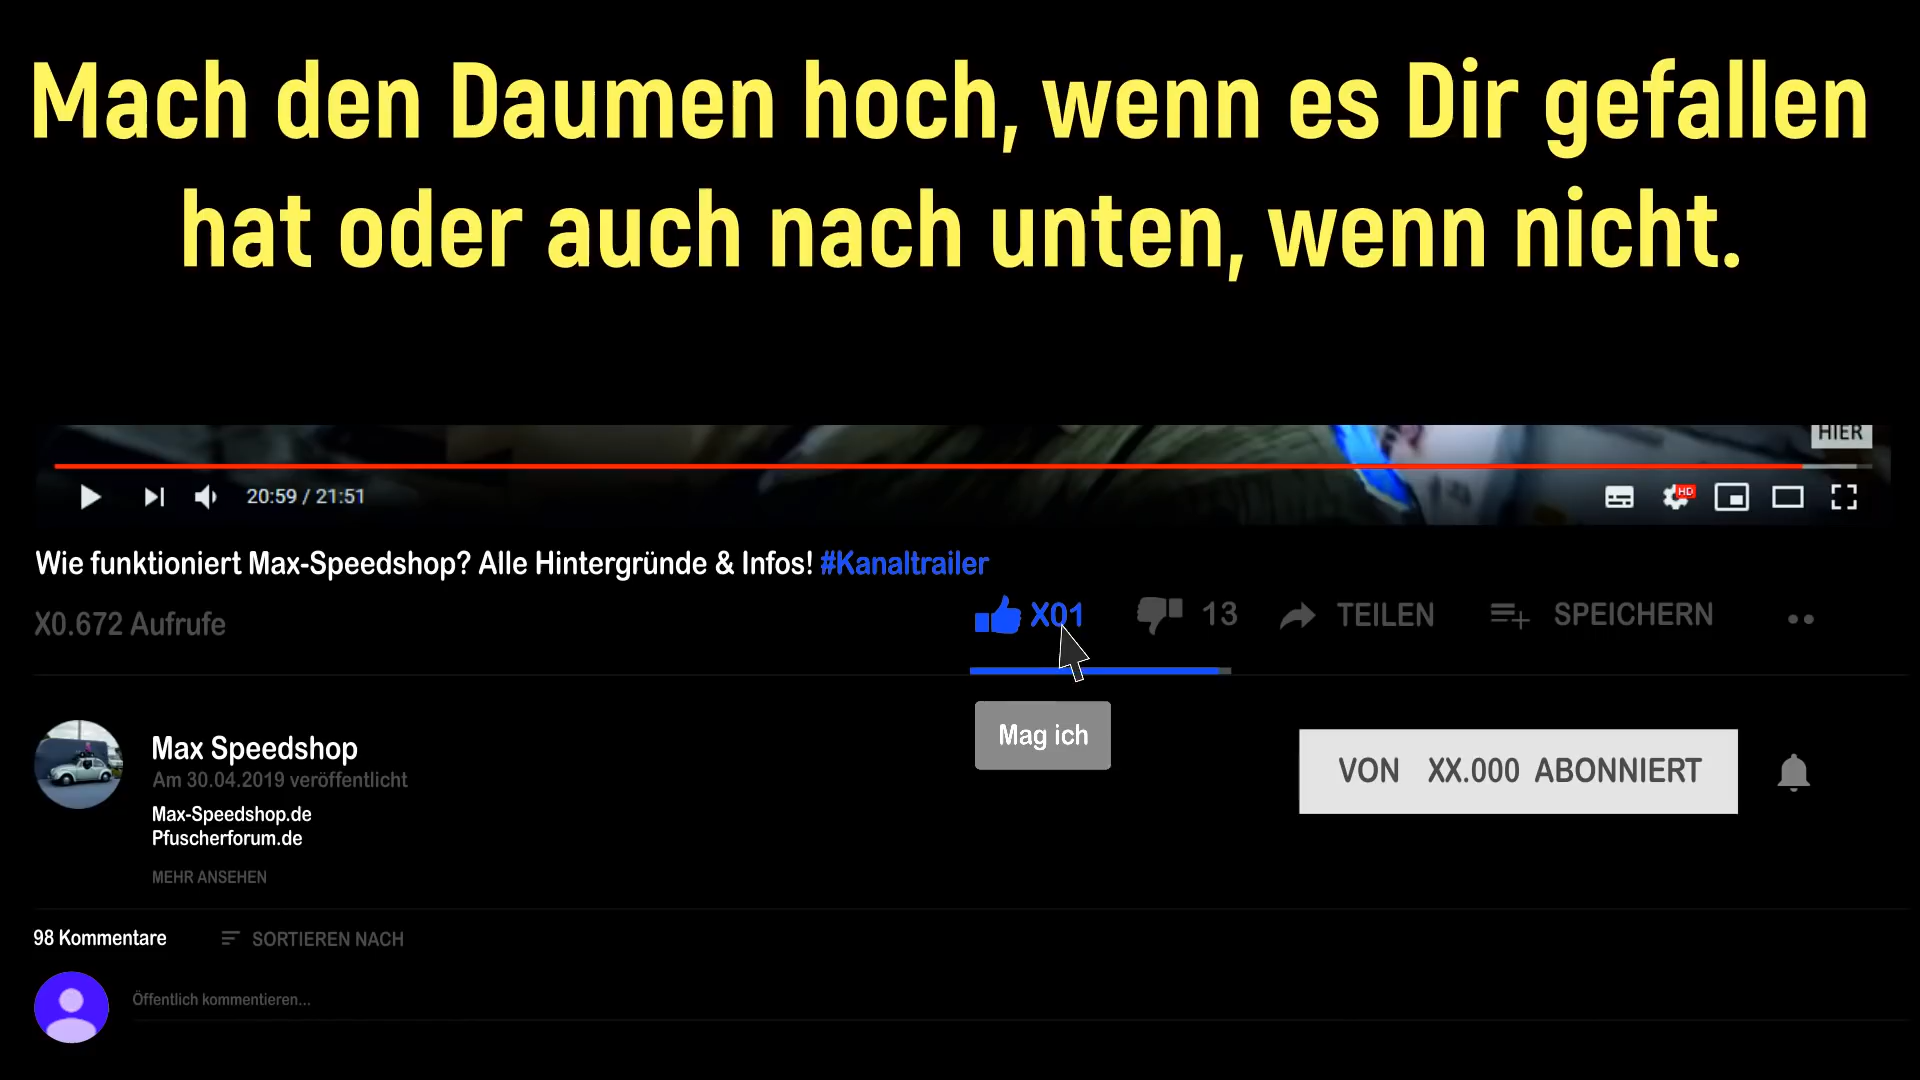 Mach den Daumen hoch, wenn es Dir gefallen
hat oder auch nach unten, wenn nicht.
HIER
20:59 / 21:51
HD
Wie funktioniert Max-Speedshop? Alle Hintergründe & Infos! #Kanaltrailer
X0.672 Aufrufe
X01
13
TEILEN
SPEICHERN
Mag ich
Max Speedshop
Am 30.04.2019 veröffentlicht
Max-Speedshop.de
Pfuscherforum.de
MEHR ANSEHEN
VON XX.000 ABONNIERT
98 Kommentare
SORTIEREN NACH
Öffentlich kommentieren...